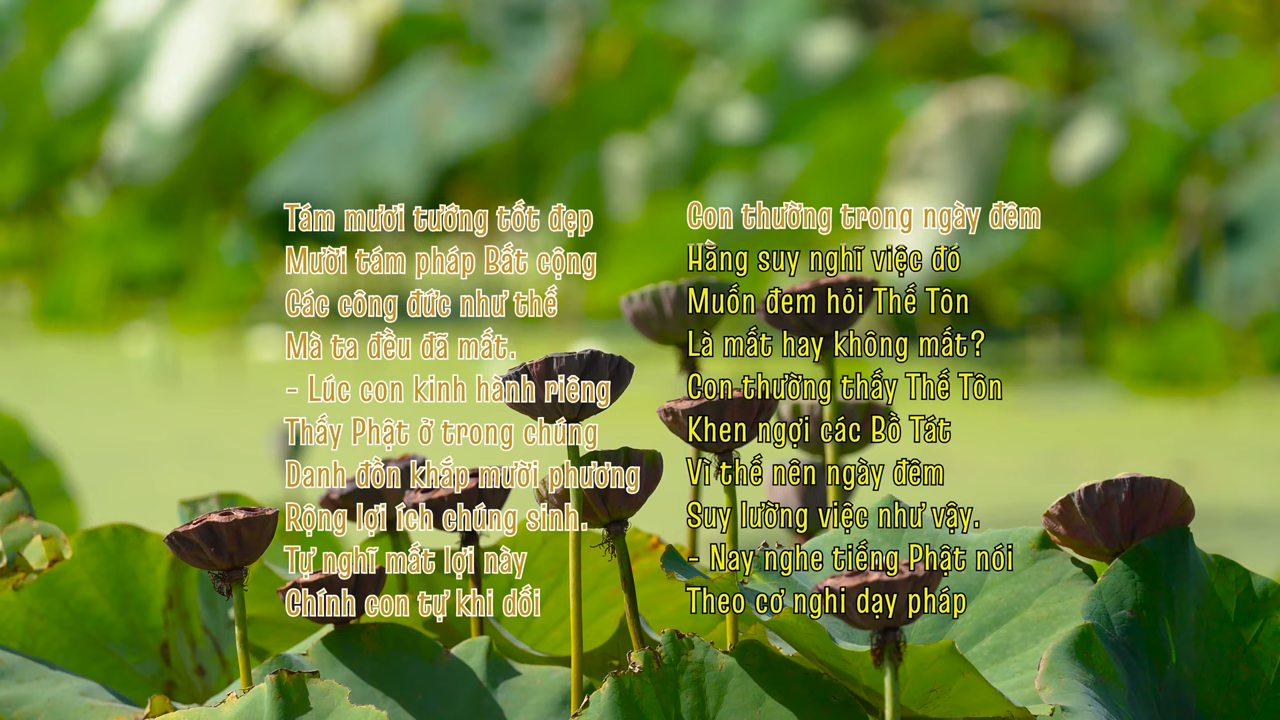 Tám mươi tướng tốt đẹp
Mười tám pháp Bất cộng
Các công đức như thế
Mà ta đều đã mất.
- Lúc con kinh hành riêng
Thấy Phật ở trong chúng
Danh đồn khắp mười phương
Rộng lợi ích chúng sinh.
Tự nghĩ mất lợi này
Chính con tự khi dối
Con thường trong ngày đêm
Hằng suy nghĩ việc đó
Muốn đem hỏi Thế Tôn
Là mất hay không mất?
Con thường thấy Thế Tôn
Khen ngợi các Bồ Tát
Vì thế nên ngày đêm
Suy lường việc như vậy.
- Nay nghe tiếng Phật nói
Theo cơ nghi dạy pháp